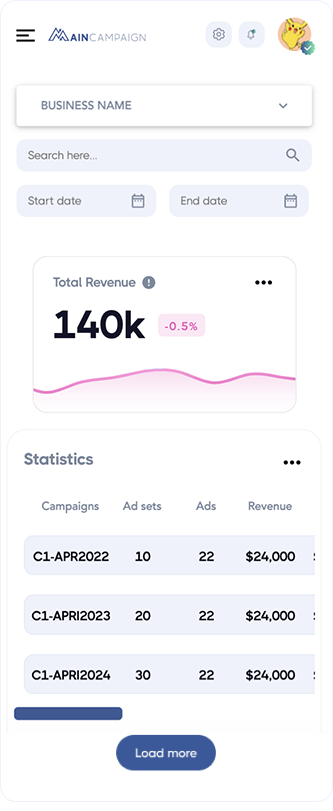 MAINCAMPAIGN
BUSINESS NAME
Search here...
Start date End date
Total Revenue
140k -0.5%
Statistics
Campaigns Ad sets Ads Revenue
C1-APR2022 10 22 $24,000
C1-APRI2023 20 22 $24,000
C1-APRI2024 30 22 $24,000
Load more